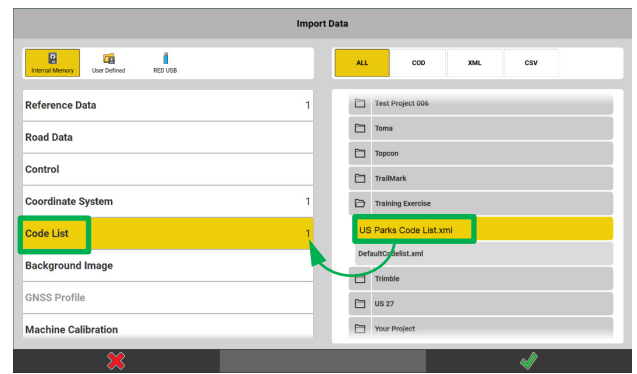 Import Data
Internal Memory
User Defined
RED USB
ALL
COD
XML
CSV
Reference Data 1
Road Data
Control
Coordinate System 1
Code List 1
Background Image
GNSS Profile
Machine Calibration
Test Project 006
Toma
Topcon
TrailMark
Training Exercise
US Parks Code List.xml
DefaultCodelist.xml
Trimble
US 27
Your Project